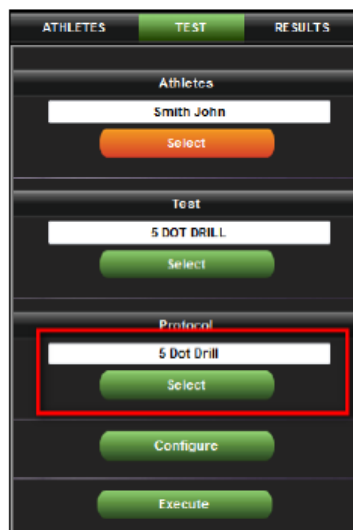 ATHLETES TEST RESULTS
Athletes
Smith John
Select
Test
5 DOT DRILL
Select
Protocol
5 Dot Drill
Select
Configure
Execute